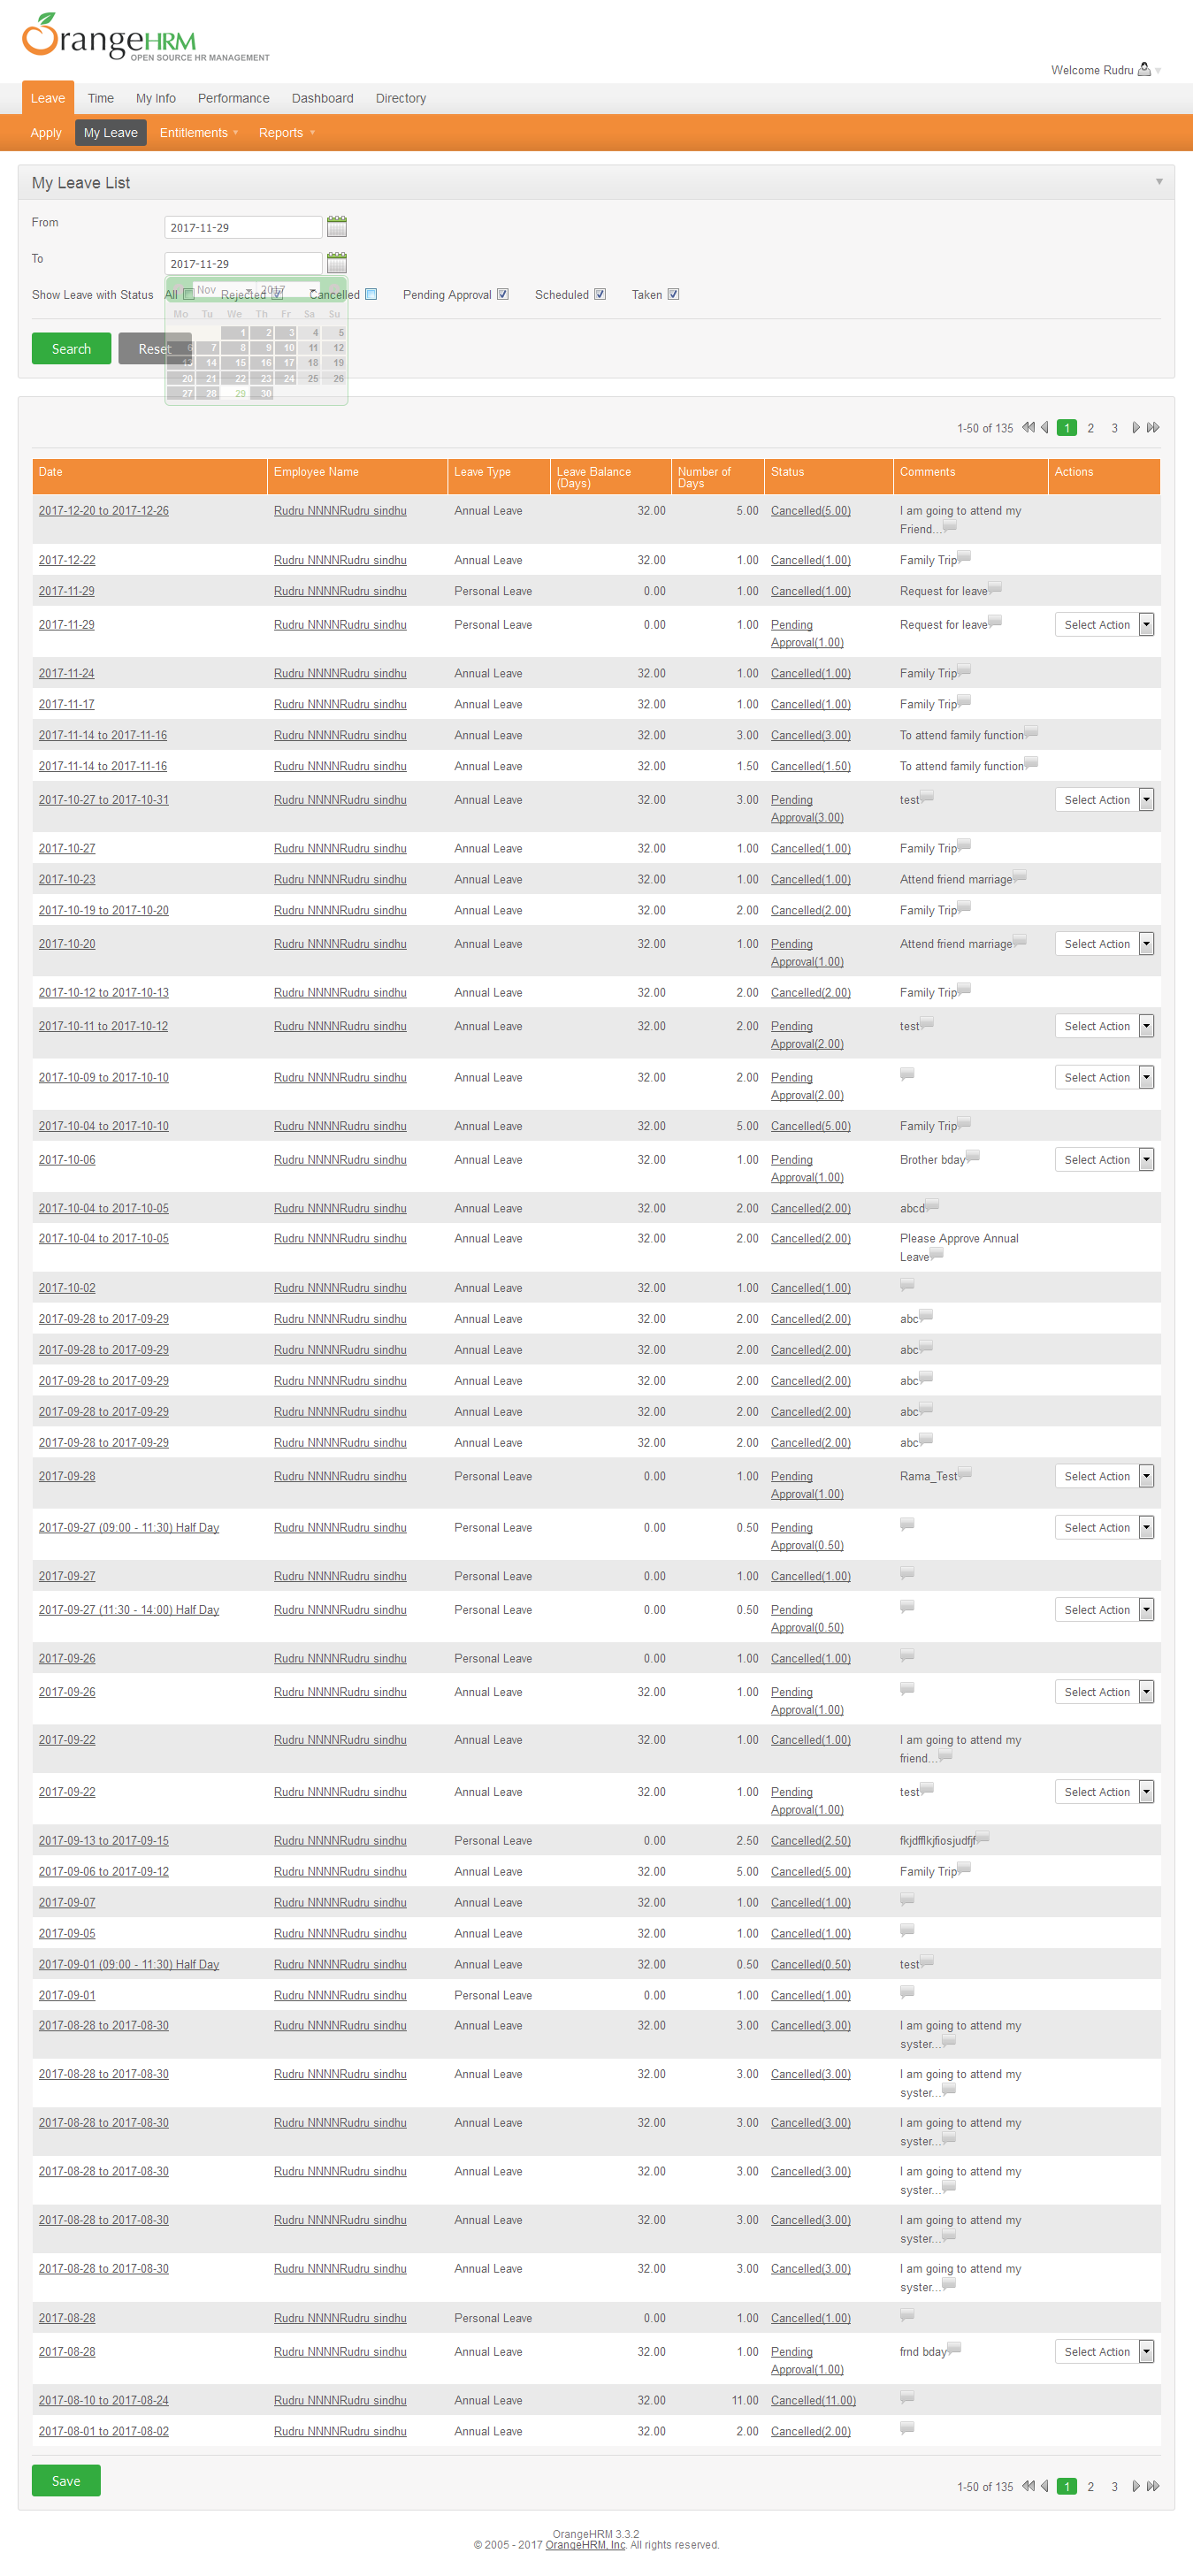 OrangeHRM
OPEN SOURCE HR MANAGEMENT
Welcome Rudru
Leave Time My Info Performance Dashboard Directory
Apply My Leave Entitlements Reports
My Leave List
From 2017-11-29
To 2017-11-29
Nov 2017
Show Leave with Status All Rejected Cancelled Pending Approval Scheduled Taken
Mo Tu We Th Fr Sa Su
1 2 3 4 5
6 7 8 9 10 11 12
13 14 15 16 17 18 19
20 21 22 23 24 25 26
27 28 29 30
Search Reset
1-50 of 135 1 2 3
Date Employee Name Leave Type Leave Balance (Days) Number of Days Status Comments Actions
2017-12-20 to 2017-12-26 Rudru NNNNRudru sindhu Annual Leave 32.00 5.00 Cancelled(5.00) I am going to attend my Friend...
2017-12-22 Rudru NNNNRudru sindhu Annual Leave 32.00 1.00 Cancelled(1.00) Family Trip
2017-11-29 Rudru NNNNRudru sindhu Personal Leave 0.00 1.00 Cancelled(1.00) Request for leave
2017-11-29 Rudru NNNNRudru sindhu Personal Leave 0.00 1.00 Pending Approval(1.00) Request for leave Select Action
2017-11-24 Rudru NNNNRudru sindhu Annual Leave 32.00 1.00 Cancelled(1.00) Family Trip
2017-11-17 Rudru NNNNRudru sindhu Annual Leave 32.00 1.00 Cancelled(1.00) Family Trip
2017-11-14 to 2017-11-16 Rudru NNNNRudru sindhu Annual Leave 32.00 3.00 Cancelled(3.00) To attend family function
2017-11-14 to 2017-11-16 Rudru NNNNRudru sindhu Annual Leave 32.00 1.50 Cancelled(1.50) To attend family function
2017-10-27 to 2017-10-31 Rudru NNNNRudru sindhu Annual Leave 32.00 3.00 Pending Approval(3.00) test Select Action
2017-10-27 Rudru NNNNRudru sindhu Annual Leave 32.00 1.00 Cancelled(1.00) Family Trip
2017-10-23 Rudru NNNNRudru sindhu Annual Leave 32.00 1.00 Cancelled(1.00) Attend friend marriage
2017-10-19 to 2017-10-20 Rudru NNNNRudru sindhu Annual Leave 32.00 2.00 Cancelled(2.00) Family Trip
2017-10-20 Rudru NNNNRudru sindhu Annual Leave 32.00 1.00 Pending Approval(1.00) Attend friend marriage Select Action
2017-10-12 to 2017-10-13 Rudru NNNNRudru sindhu Annual Leave 32.00 2.00 Cancelled(2.00) Family Trip
2017-10-11 to 2017-10-12 Rudru NNNNRudru sindhu Annual Leave 32.00 2.00 Pending Approval(2.00) test Select Action
2017-10-09 to 2017-10-10 Rudru NNNNRudru sindhu Annual Leave 32.00 2.00 Pending Approval(2.00) Select Action
2017-10-04 to 2017-10-10 Rudru NNNNRudru sindhu Annual Leave 32.00 5.00 Cancelled(5.00) Family Trip
2017-10-06 Rudru NNNNRudru sindhu Annual Leave 32.00 1.00 Pending Approval(1.00) Brother bday Select Action
2017-10-04 to 2017-10-05 Rudru NNNNRudru sindhu Annual Leave 32.00 2.00 Cancelled(2.00) abcd
2017-10-04 to 2017-10-05 Rudru NNNNRudru sindhu Annual Leave 32.00 2.00 Cancelled(2.00) Please Approve Annual Leave
2017-10-02 Rudru NNNNRudru sindhu Annual Leave 32.00 1.00 Cancelled(1.00)
2017-09-28 to 2017-09-29 Rudru NNNNRudru sindhu Annual Leave 32.00 2.00 Cancelled(2.00) abc
2017-09-28 to 2017-09-29 Rudru NNNNRudru sindhu Annual Leave 32.00 2.00 Cancelled(2.00) abc
2017-09-28 to 2017-09-29 Rudru NNNNRudru sindhu Annual Leave 32.00 2.00 Cancelled(2.00) abc
2017-09-28 to 2017-09-29 Rudru NNNNRudru sindhu Annual Leave 32.00 2.00 Cancelled(2.00) abc
2017-09-28 to 2017-09-29 Rudru NNNNRudru sindhu Annual Leave 32.00 2.00 Cancelled(2.00) abc
2017-09-28 Rudru NNNNRudru sindhu Personal Leave 0.00 1.00 Pending Approval(1.00) Rama_Test Select Action
2017-09-27 (09:00 - 11:30) Half Day Rudru NNNNRudru sindhu Personal Leave 0.00 0.50 Pending Approval(0.50) Select Action
2017-09-27 Rudru NNNNRudru sindhu Personal Leave 0.00 1.00 Cancelled(1.00)
2017-09-27 (11:30 - 14:00) Half Day Rudru NNNNRudru sindhu Personal Leave 0.00 0.50 Pending Approval(0.50) Select Action
2017-09-26 Rudru NNNNRudru sindhu Personal Leave 0.00 1.00 Cancelled(1.00)
2017-09-26 Rudru NNNNRudru sindhu Annual Leave 32.00 1.00 Pending Approval(1.00) Select Action
2017-09-22 Rudru NNNNRudru sindhu Annual Leave 32.00 1.00 Cancelled(1.00) I am going to attend my friend...
2017-09-22 Rudru NNNNRudru sindhu Annual Leave 32.00 1.00 Pending Approval(1.00) test Select Action
2017-09-13 to 2017-09-15 Rudru NNNNRudru sindhu Personal Leave 0.00 2.50 Cancelled(2.50) fkjdfflkjfiosjudfjf
2017-09-06 to 2017-09-12 Rudru NNNNRudru sindhu Annual Leave 32.00 5.00 Cancelled(5.00) Family Trip
2017-09-07 Rudru NNNNRudru sindhu Annual Leave 32.00 1.00 Cancelled(1.00)
2017-09-05 Rudru NNNNRudru sindhu Annual Leave 32.00 1.00 Cancelled(1.00)
2017-09-01 (09:00 - 11:30) Half Day Rudru NNNNRudru sindhu Annual Leave 32.00 0.50 Cancelled(0.50) test
2017-09-01 Rudru NNNNRudru sindhu Personal Leave 0.00 1.00 Cancelled(1.00)
2017-08-28 to 2017-08-30 Rudru NNNNRudru sindhu Annual Leave 32.00 3.00 Cancelled(3.00) I am going to attend my syster...
2017-08-28 to 2017-08-30 Rudru NNNNRudru sindhu Annual Leave 32.00 3.00 Cancelled(3.00) I am going to attend my syster...
2017-08-28 to 2017-08-30 Rudru NNNNRudru sindhu Annual Leave 32.00 3.00 Cancelled(3.00) I am going to attend my syster...
2017-08-28 to 2017-08-30 Rudru NNNNRudru sindhu Annual Leave 32.00 3.00 Cancelled(3.00) I am going to attend my syster...
2017-08-28 to 2017-08-30 Rudru NNNNRudru sindhu Annual Leave 32.00 3.00 Cancelled(3.00) I am going to attend my syster...
2017-08-28 to 2017-08-30 Rudru NNNNRudru sindhu Annual Leave 32.00 3.00 Cancelled(3.00) I am going to attend my syster...
2017-08-28 Rudru NNNNRudru sindhu Personal Leave 0.00 1.00 Cancelled(1.00)
2017-08-28 Rudru NNNNRudru sindhu Annual Leave 32.00 1.00 Pending Approval(1.00) frnd bday Select Action
2017-08-10 to 2017-08-24 Rudru NNNNRudru sindhu Annual Leave 32.00 11.00 Cancelled(11.00)
2017-08-01 to 2017-08-02 Rudru NNNNRudru sindhu Annual Leave 32.00 2.00 Cancelled(2.00)
Save 1-50 of 135 1 2 3
OrangeHRM 3.3.2
© 2005 - 2017 OrangeHRM, Inc. All rights reserved.